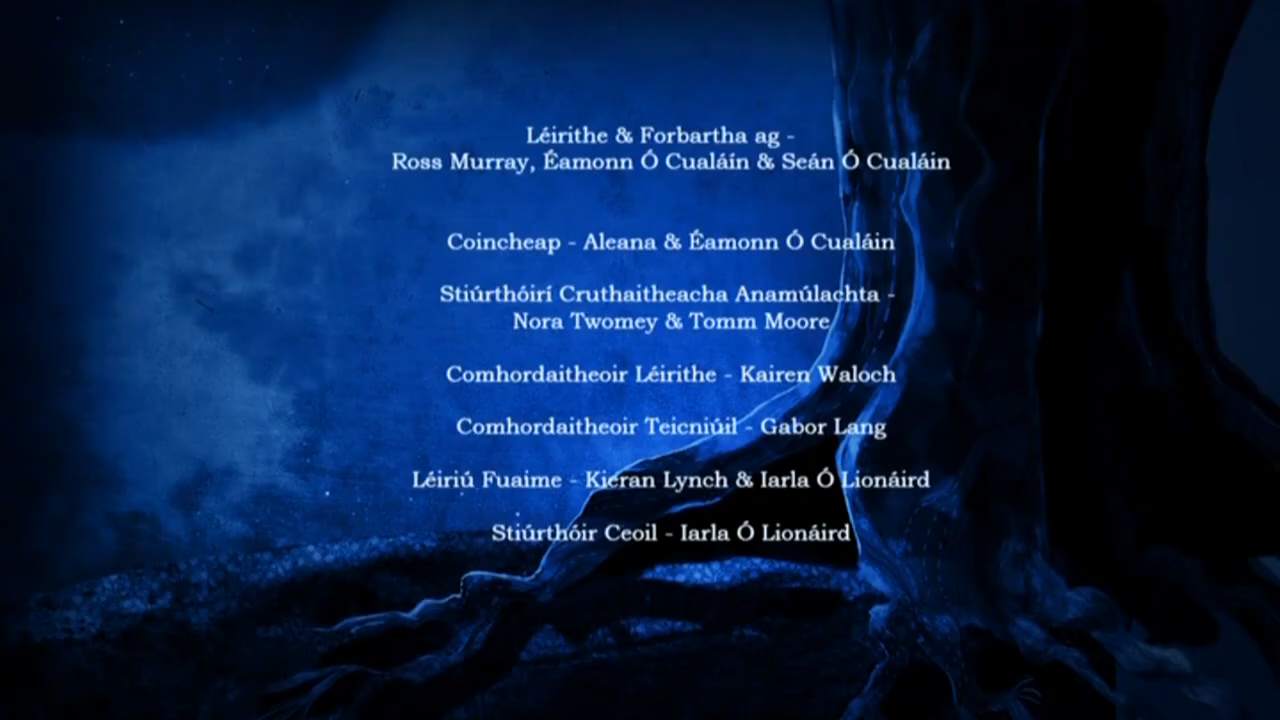 Léirithe & Forbartha ag -
Ross Murray, Éamonn Ó Cualáín & Seán Ó Cualáin
Coincheap - Aleana & Éamonn Ó Cualáin
Stiúrthóirí Cruthaitheacha Anamúlachta -
Nora Twomey & Tomm Moore
Comhordaitheoir Léirithe - Kairen Waloch
Comhordaitheoir Teicniúil - Gabor Lang
Léiriú Fuaime - Kieran Lynch & Iarla Ó Lionáird
Stiúrthóir Ceoil - Iarla Ó Lionáird